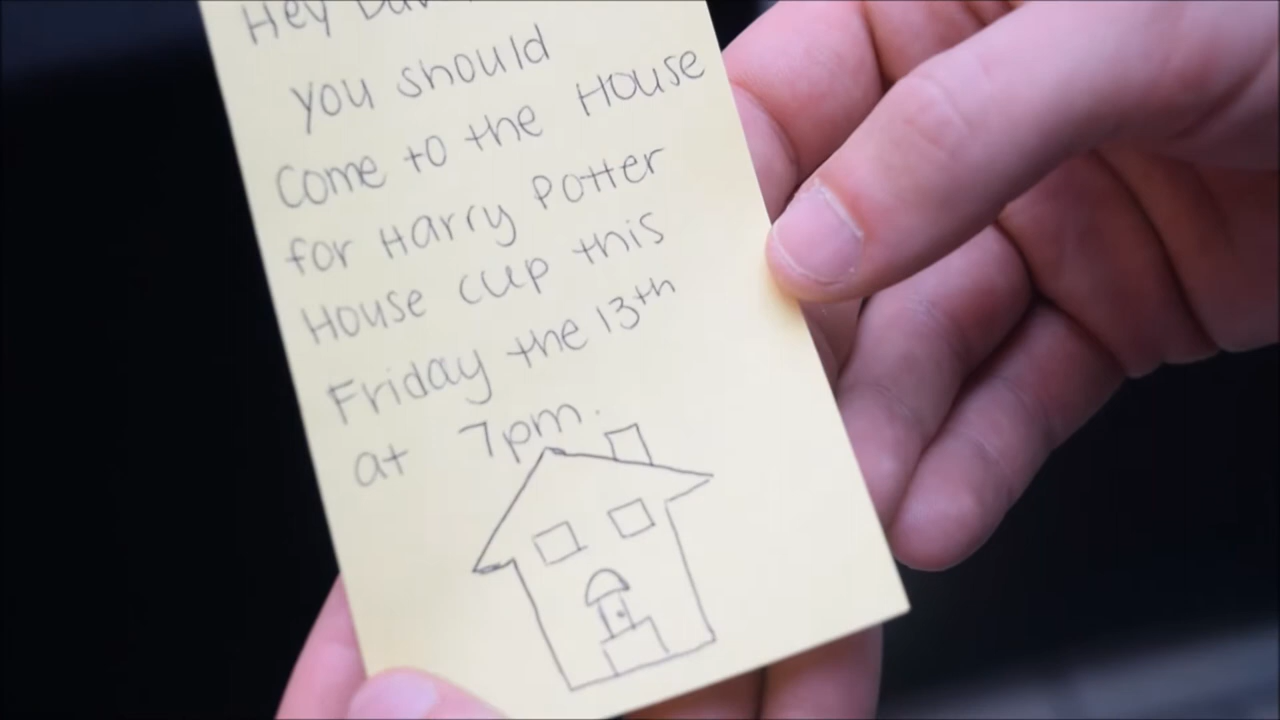 Hey
you should
Come to the House
for Harry Potter
House cup this
Friday the 13th
at 7pm.